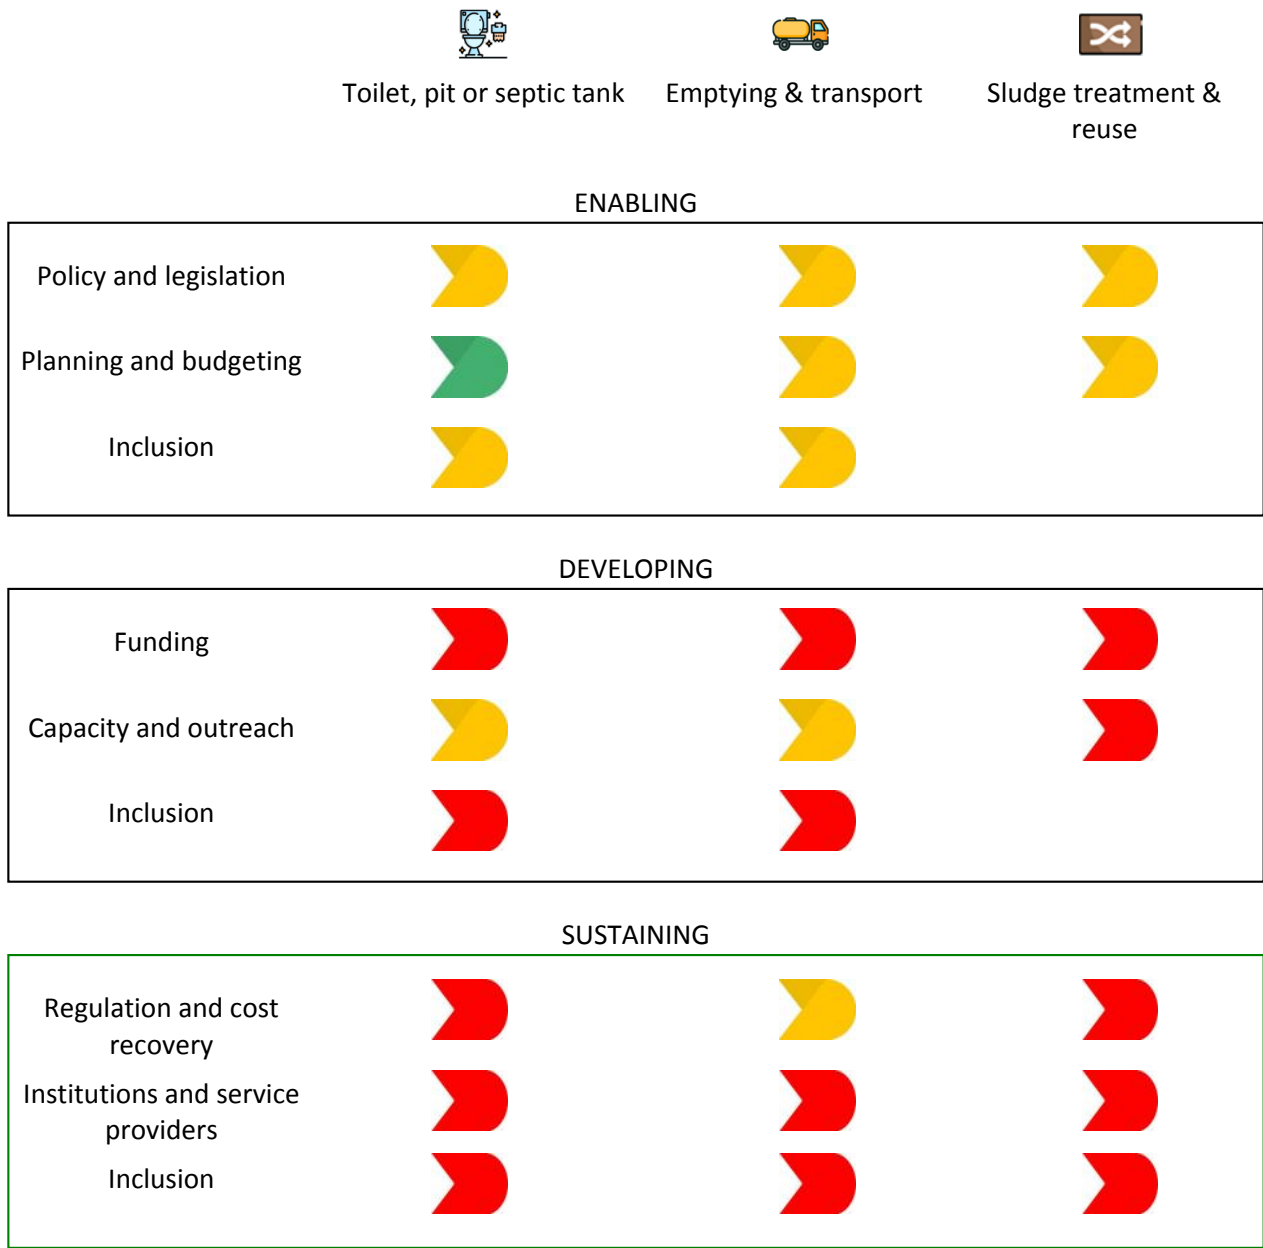 Toilet, pit or septic tank
Emptying & transport
Sludge treatment &
reuse
ENABLING
Policy and legislation
Planning and budgeting
Inclusion
DEVELOPING
Funding
Capacity and outreach
Inclusion
SUSTAINING
Regulation and cost
recovery
Institutions and service
providers
Inclusion